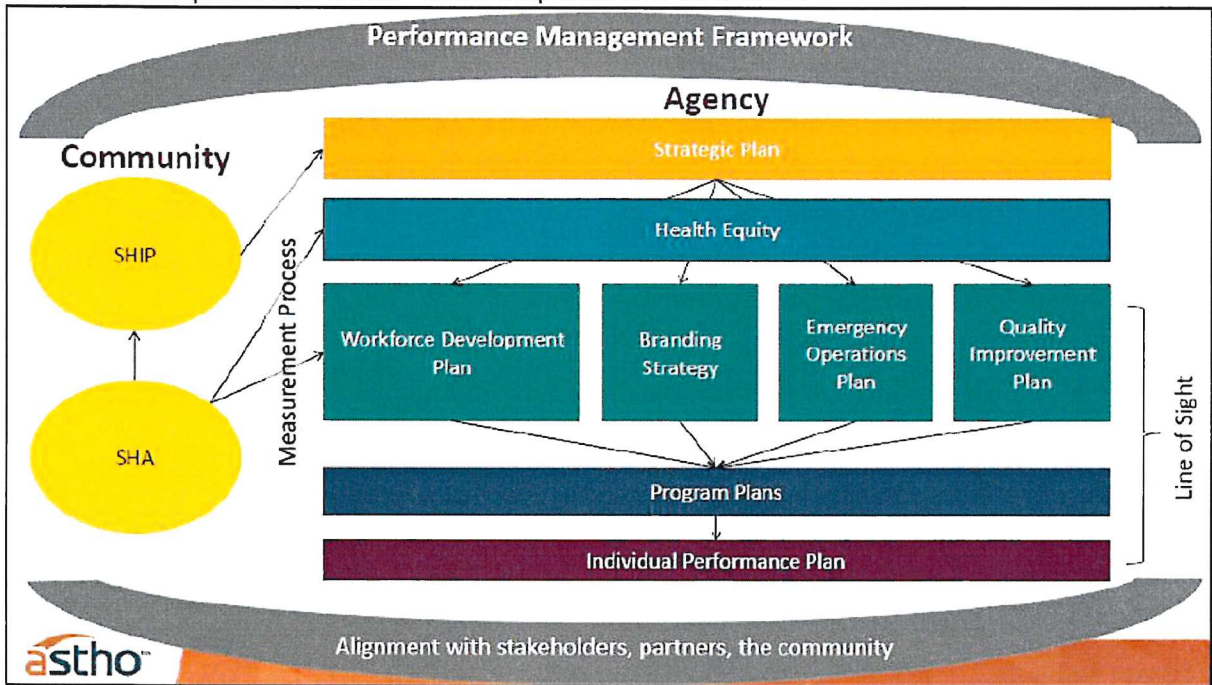 Performance Management Framework
Agency
Community
Strategic Plan
SHIP
Health Equity
Measurement Process
Workforce Development
Plan
Branding
Strategy
Emergency
Operations
Plan
Quality
Improvement
Plan
SHA
Line of Sight
Program Plans
Individual Performance Plan
Alignment with stakeholders, partners, the community
astho™